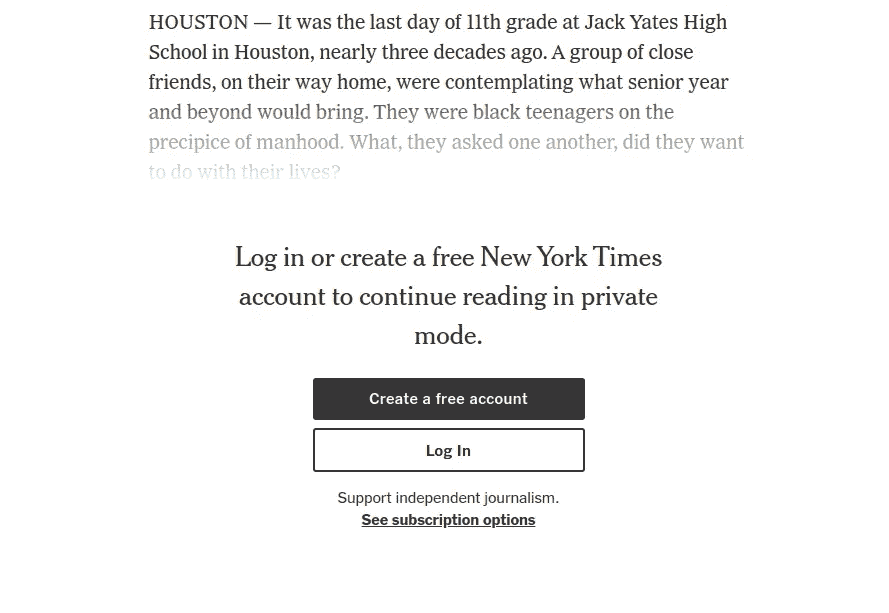 HOUSTON — It was the last day of 11th grade at Jack Yates High
School in Houston, nearly three decades ago. A group of close
friends, on their way home, were contemplating what senior year
and beyond would bring. They were black teenagers on the
precipice of manhood. What, they asked one another, did they want
to do with their lives?
Log in or create a free New York Times
account to continue reading in private
mode.
Create a free account
Log In
Support independent journalism.
See subscription options